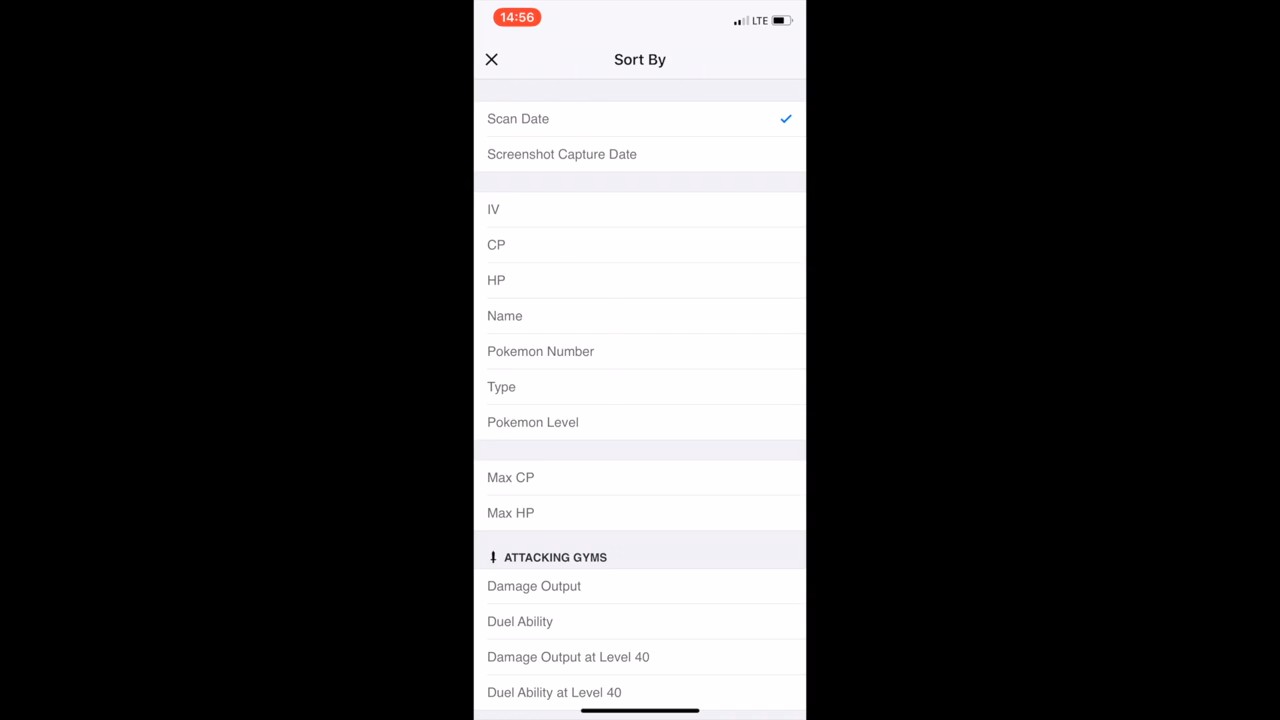 14:56
LTE
Sort By
Scan Date
Screenshot Capture Date
IV
CP
HP
Name
Pokemon Number
Type
Pokemon Level
Max CP
Max HP
ATTACKING GYMS
Damage Output
Duel Ability
Damage Output at Level 40
Duel Ability at Level 40